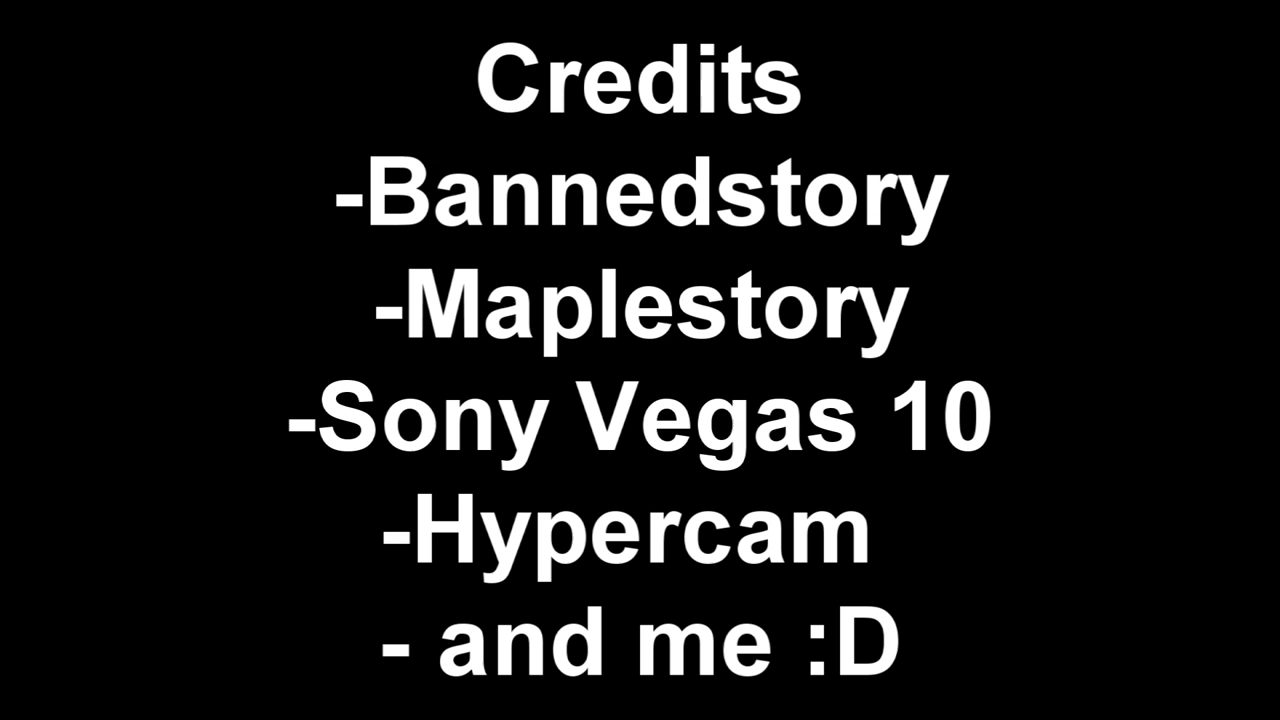 Credits
-Bannedstory
-Maplestory
-Sony Vegas 10
-Hypercam
- and me :D